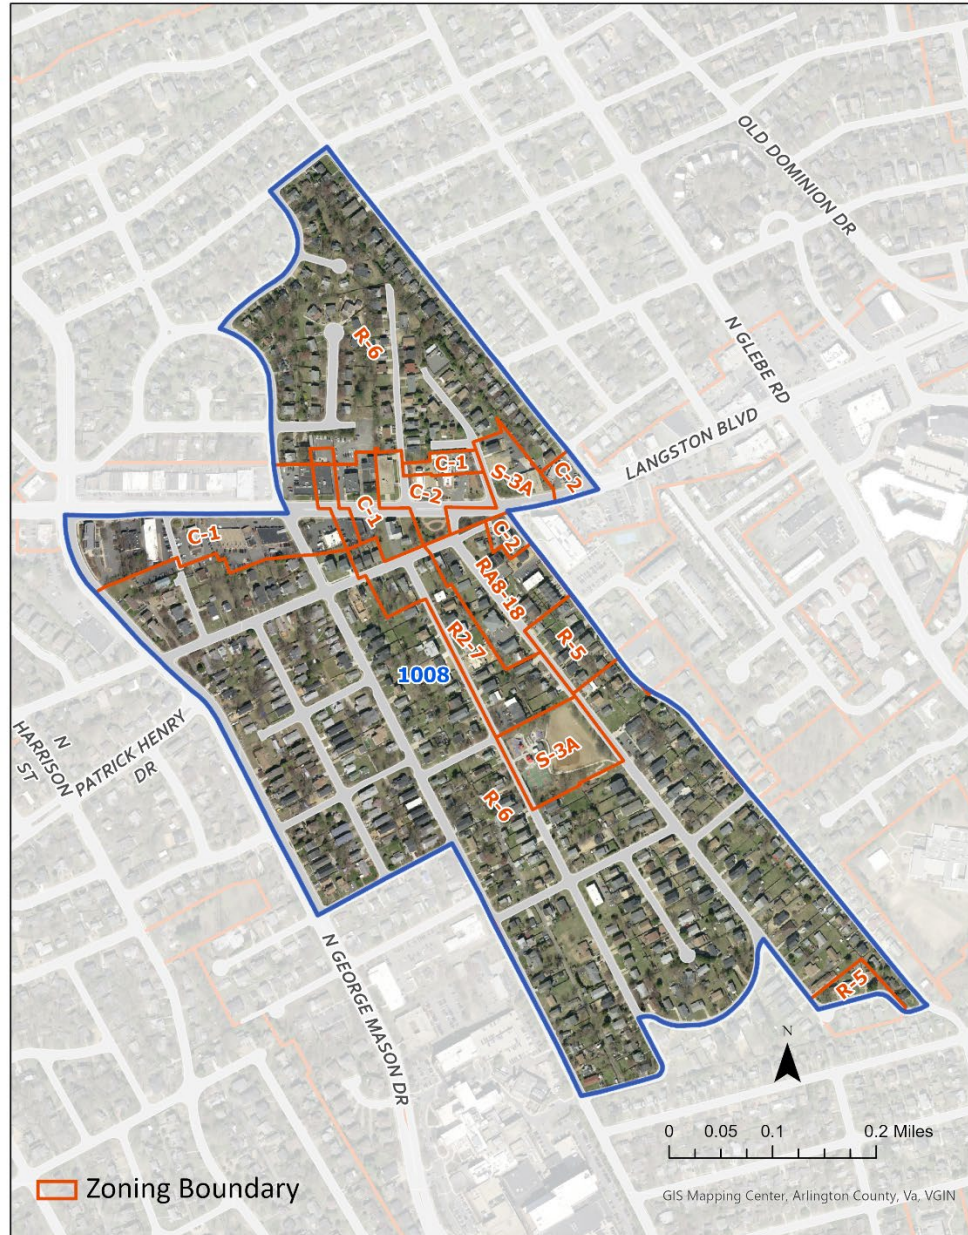 OLD DOMINION DR
N GLEBE RD
R-6
LANGSTON BLVD
C-1
S-3A
C-2
C-2
C-1
C-1
C-2
RA8-18
R2-7
R-5
1008
N
HARRISON
ST
N
PATRICK HENRY
DR
S-3A
R-6
N GEORGE MASON DR
R-5
N
0 0.05 0.1 0.2 Miles
Zoning Boundary
GIS Mapping Center, Arlington County, Va, VGIN